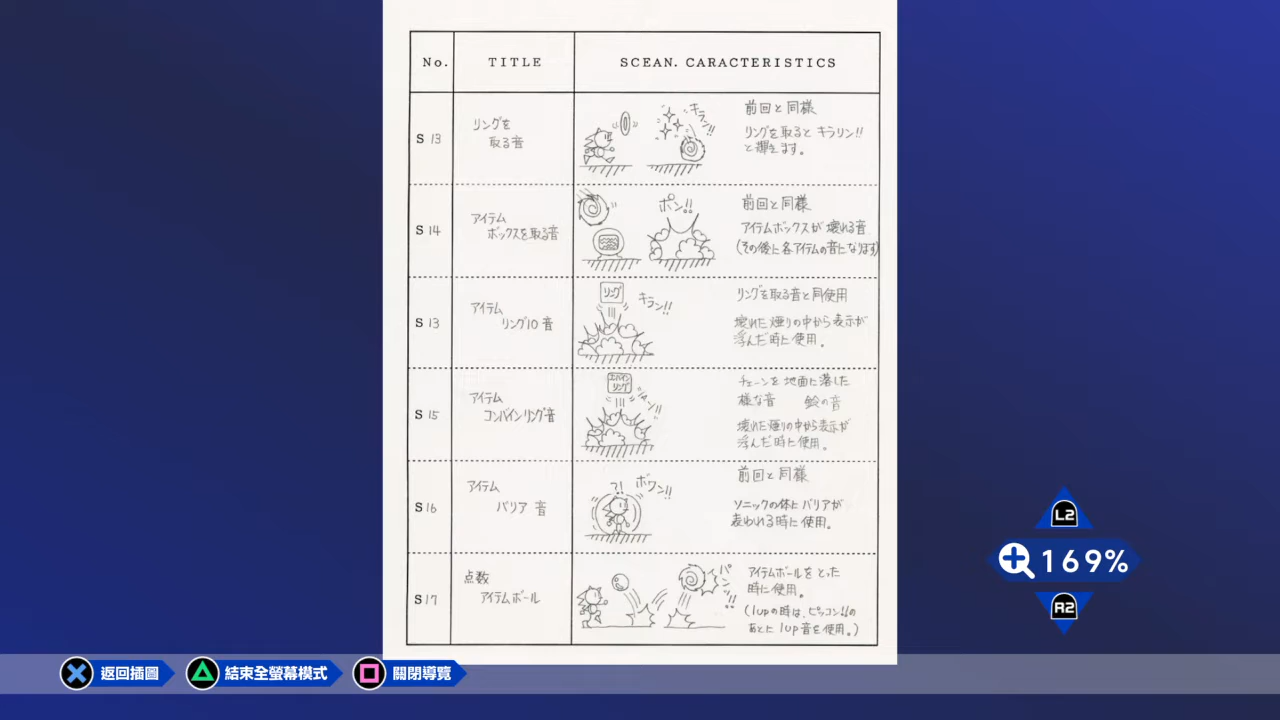 No.
TITLE
SCEAN. CARACTERISTICS
S 13
リングを
取る音
キラン!!
前回と同様
リングを取ると キラリン!!
と輝きます。
S 14
アイテム
ボックスを取る音
ポン!!
前回と同様
アイテムボックスが壊れる音
(その後に各アイテムの音になります)
S 13
アイテム
リング10音
リング
キラン!!
リングを取る音と同使用
壊れた煙りの中から表示が
浮んだ時に使用。
S 15
アイテム
コンバインリング音
コンバイン
リング
チェーンを地面に落した
様な音
鈴の音
壊れた煙りの中から表示が
浮んだ時に使用。
S 16
アイテム
バリア 音
?!
ボワン!!
前回と同様
ソニックの体にバリアが
表われる時に使用。
S 17
点数
アイテムボール
パンッ!!
アイテムボールをとった
時に使用。
(1upの時は、ピッコンの
あとに 1up音を使用。)
L2
169%
R2
返回插圖
結束全螢幕模式
關閉導覽